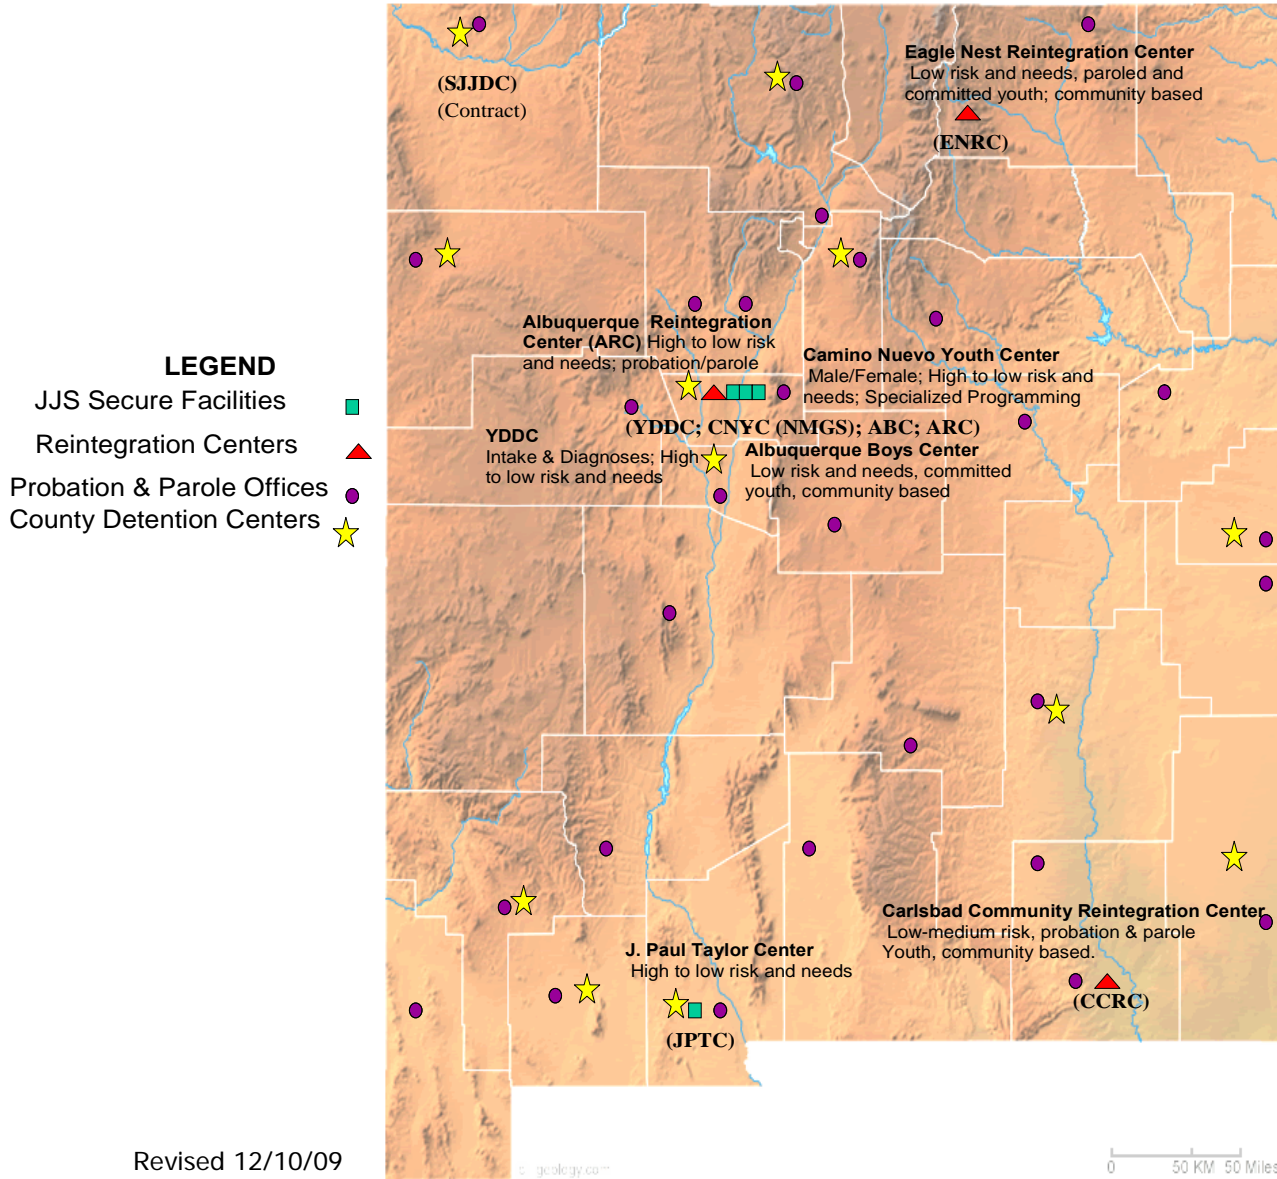 (SJJDC)
(Contract)
Eagle Nest Reintegration Center
Low risk and needs, paroled and
committed youth; community based
(ENRC)
Albuquerque Reintegration
Center (ARC) High to low risk
and needs; probation/parole
Camino Nuevo Youth Center
Male/Female; High to low risk and
needs; Specialized Programming
(YDDC; CNYC (NMGS); ABC; ARC)
YDDC
Intake & Diagnoses; High
to low risk and needs
Albuquerque Boys Center
Low risk and needs, committed
youth, community based
LEGEND
JJS Secure Facilities
Reintegration Centers
Probation & Parole Offices
County Detention Centers
Carlsbad Community Reintegration Center
Low-medium risk, probation & parole
Youth, community based.
(CCRC)
J. Paul Taylor Center
High to low risk and needs
(JPTC)
Revised 12/10/09
geology.com
0 50 KM 50 Miles